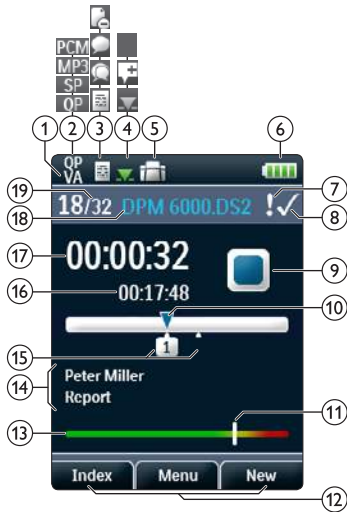 PCM
MP3
SP
QP
1 2 3 4 5 6
QP
VA
19
18/32 DPM 6000.DS2 !✓
7
18
8
17
00:00:32
9
16
00:17:48
10
1
15
14
Peter Miller
Report
11
13
Index Menu New
12